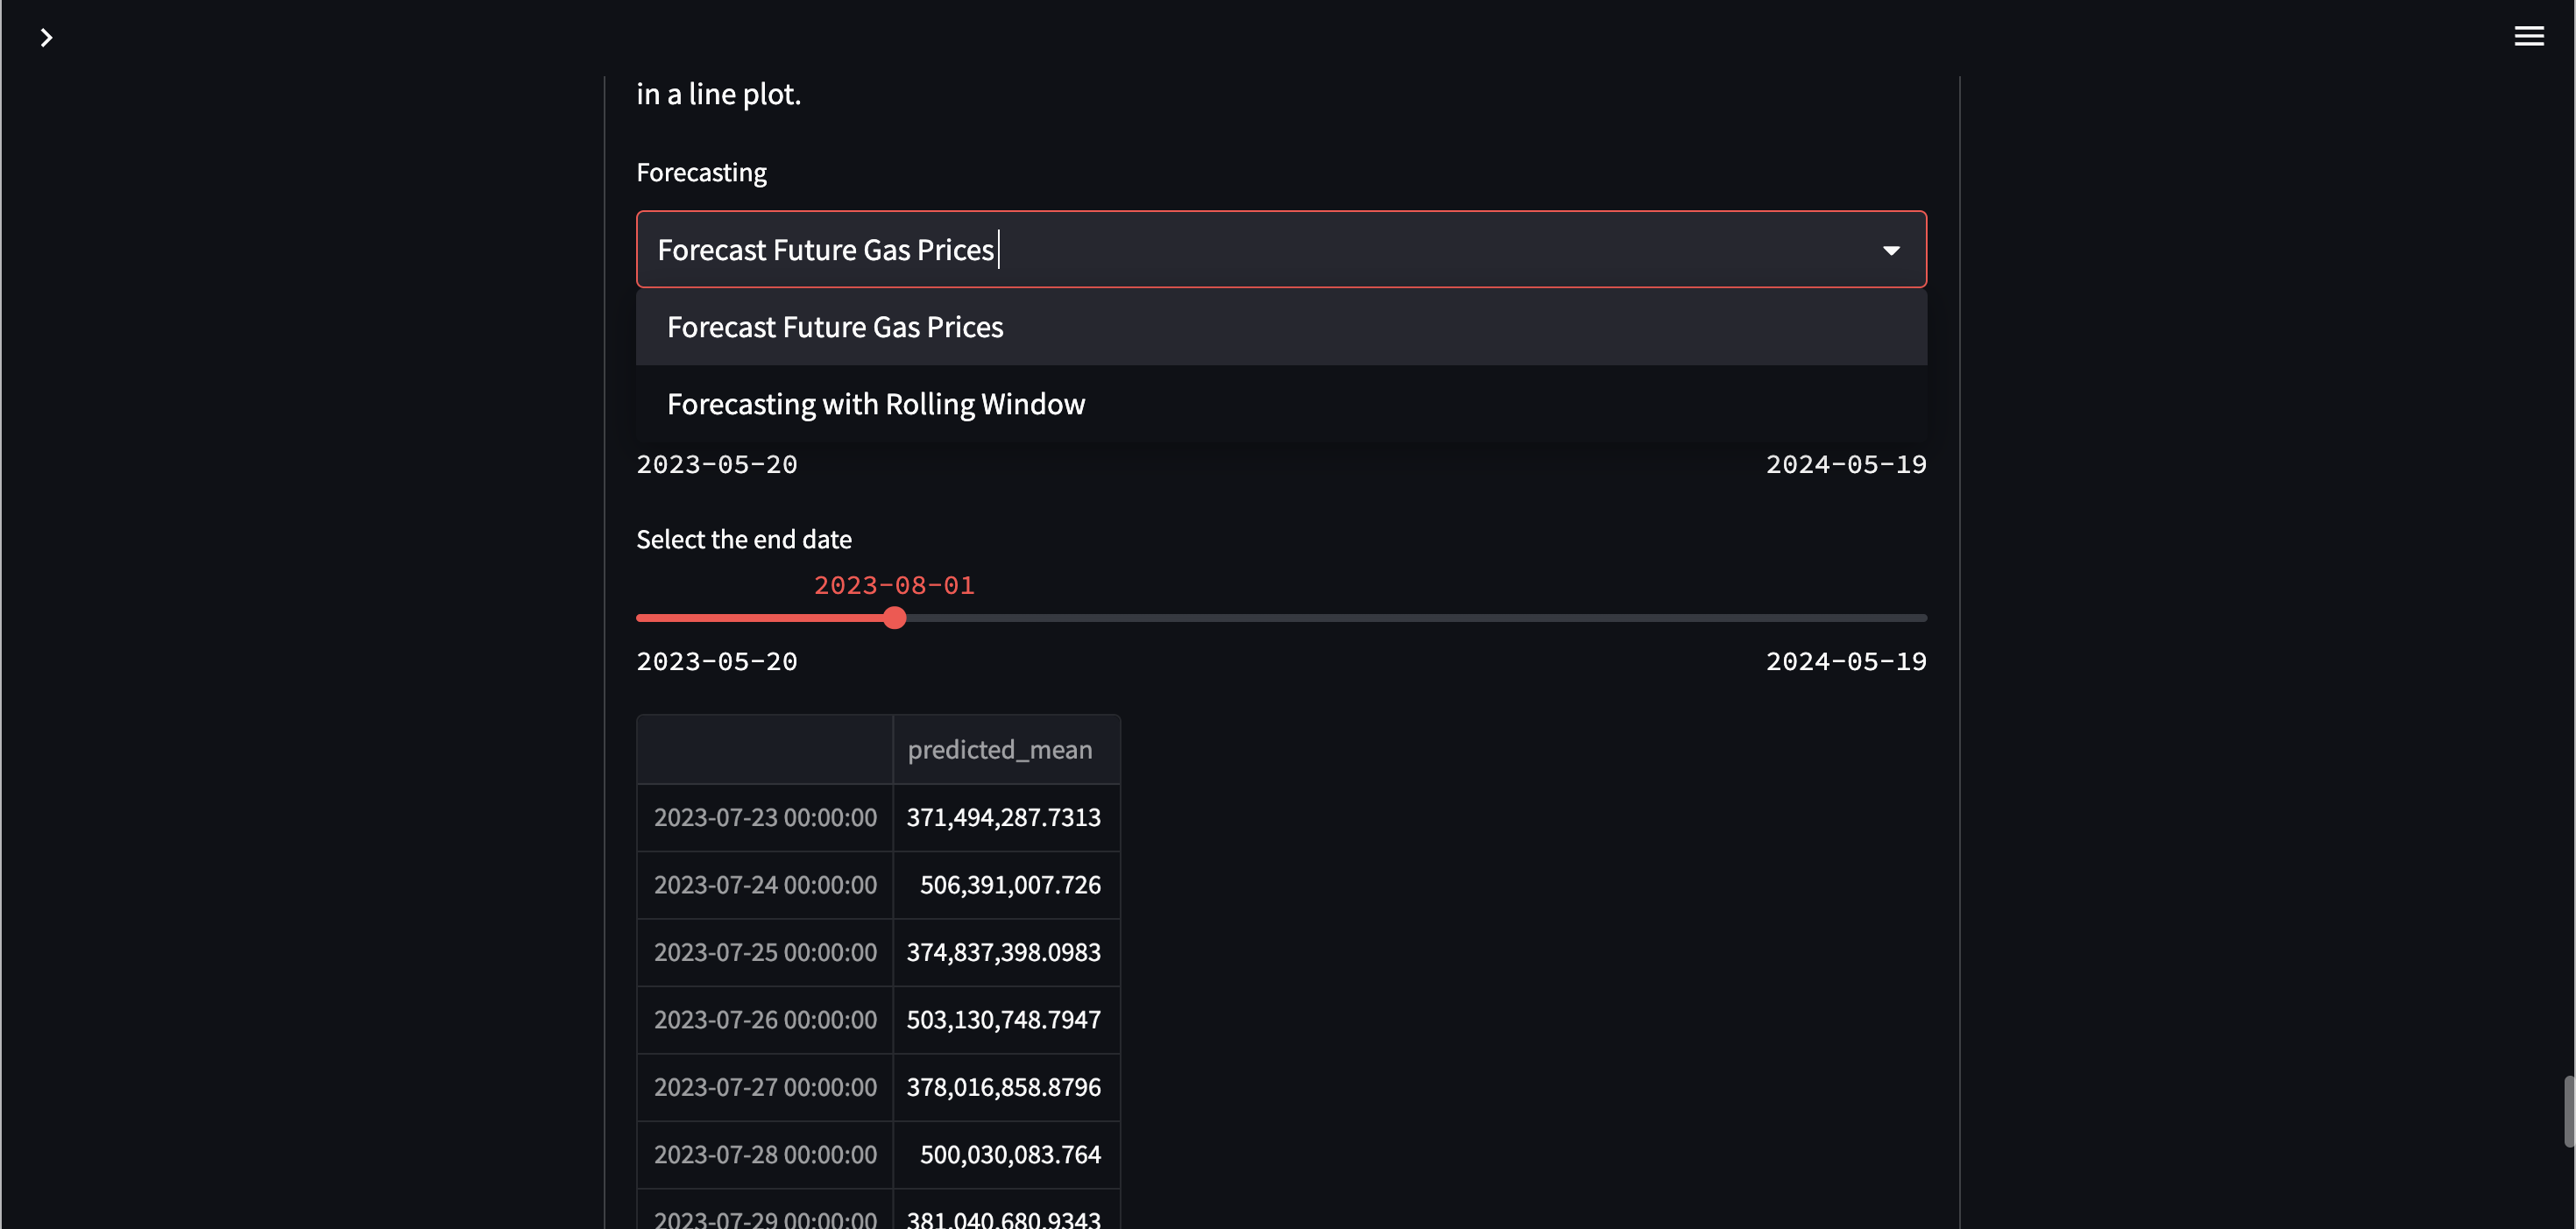 in a line plot.
Forecasting
Forecast Future Gas Prices
Forecast Future Gas Prices
Forecasting with Rolling Window
2023-05-20 2024-05-19
Select the end date
2023-08-01
2023-05-20 2024-05-19
predicted_mean
2023-07-23 00:00:00 371,494,287.7313
2023-07-24 00:00:00 506,391,007.726
2023-07-25 00:00:00 374,837,398.0983
2023-07-26 00:00:00 503,130,748.7947
2023-07-27 00:00:00 378,016,858.8796
2023-07-28 00:00:00 500,030,083.764
2023-07-29 00:00:00 381,040,680.9343